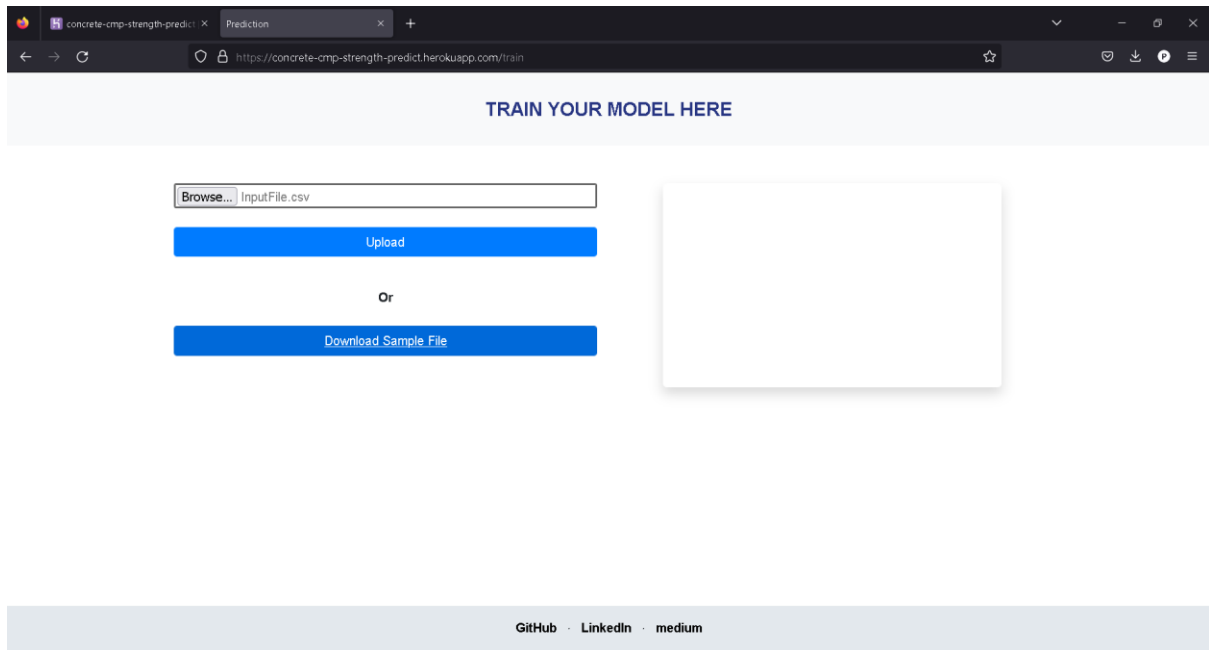 concrete-cmp-strength-predict
Prediction
https://concrete-cmp-strength-predict.herokuapp.com/train
P
TRAIN YOUR MODEL HERE
Browse... InputFile.csv
Upload
Or
Download Sample File
GitHub · LinkedIn · medium